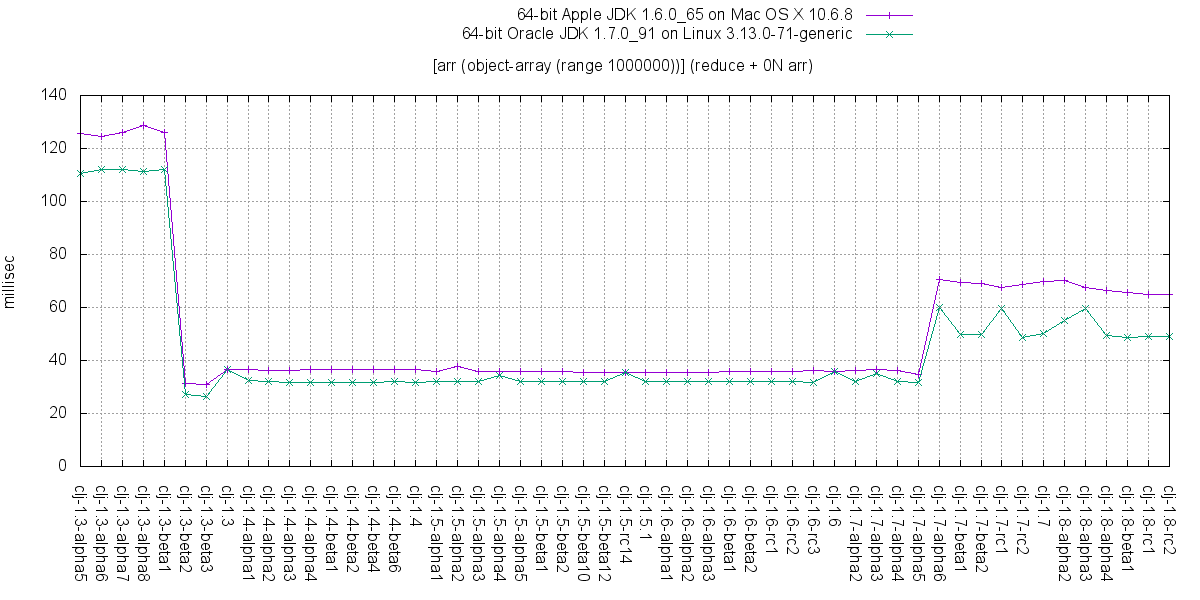 64-bit Apple JDK 1.6.0_65 on Mac OS X 10.6.8
64-bit Oracle JDK 1.7.0_91 on Linux 3.13.0-71-generic
[arr (object-array (range 1000000))] (reduce + 0N arr)
140
120
100
80
60
40
20
0
millisec
clj-1.3-alpha5
clj-1.3-alpha6
clj-1.3-alpha7
clj-1.3-alpha8
clj-1.3-beta1
clj-1.3-beta2
clj-1.3-beta3
clj-1.3
clj-1.4-alpha1
clj-1.4-alpha2
clj-1.4-alpha3
clj-1.4-alpha4
clj-1.4-beta1
clj-1.4-beta2
clj-1.4-beta4
clj-1.4-beta6
clj-1.4
clj-1.5-alpha1
clj-1.5-alpha2
clj-1.5-alpha3
clj-1.5-alpha4
clj-1.5-alpha5
clj-1.5-beta1
clj-1.5-beta2
clj-1.5-beta10
clj-1.5-beta12
clj-1.5-rc14
clj-1.5.1
clj-1.6-alpha1
clj-1.6-alpha2
clj-1.6-alpha3
clj-1.6-beta1
clj-1.6-beta2
clj-1.6-rc1
clj-1.6-rc2
clj-1.6-rc3
clj-1.6
clj-1.7-alpha2
clj-1.7-alpha3
clj-1.7-alpha4
clj-1.7-alpha5
clj-1.7-alpha6
clj-1.7-beta1
clj-1.7-beta2
clj-1.7-rc1
clj-1.7-rc2
clj-1.7
clj-1.8-alpha2
clj-1.8-alpha3
clj-1.8-alpha4
clj-1.8-beta1
clj-1.8-rc1
clj-1.8-rc2